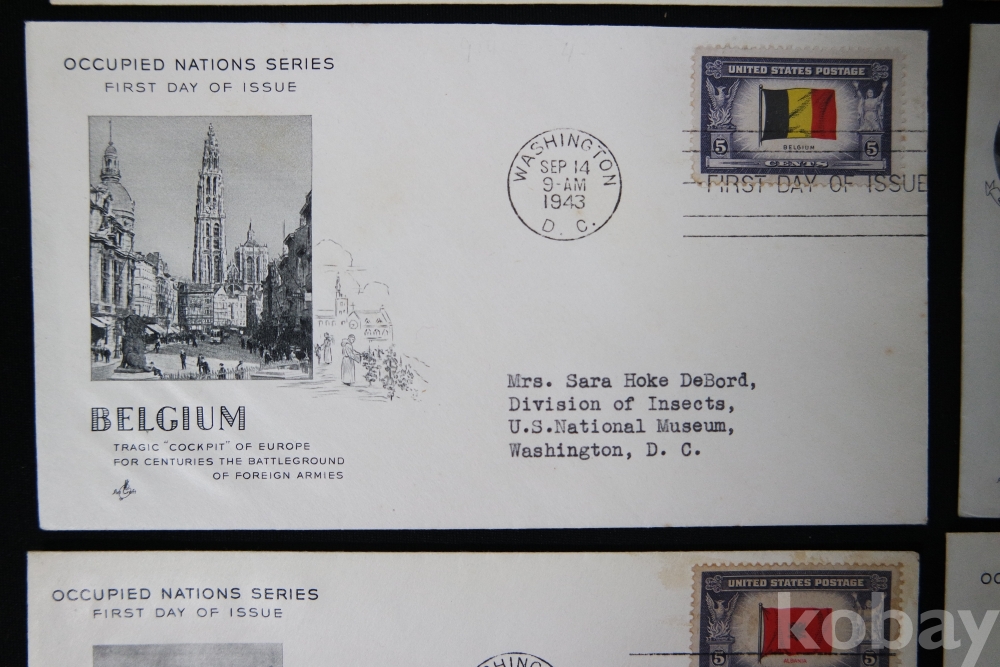 OCCUPIED NATIONS SERIES
FIRST DAY OF ISSUE
BELGIUM
TRAGIC "COCKPIT" OF EUROPE
FOR CENTURIES THE BATTLEGROUND
OF FOREIGN ARMIES
WASHINGTON
SEP 14
9-AM
1943
D. C.
UNITED STATES POSTAGE
BELGIUM
5 5
CENTS
FIRST DAY OF ISSUE
Mrs. Sara Hoke DeBord,
Division of Insects,
U.S.National Museum,
Washington, D. C.
OCCUPIED NATIONS SERIES
FIRST DAY OF ISSUE
UNITED STATES POSTAGE
ALBANIA
5 5
kobay
OC